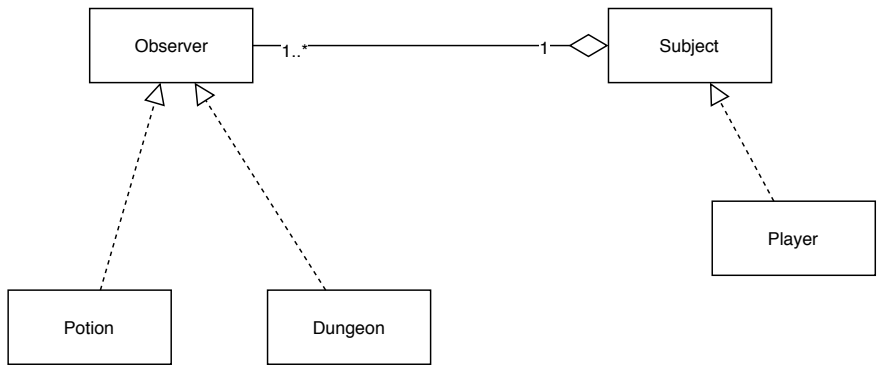 Observer
1..*
1
Subject
Player
Potion
Dungeon